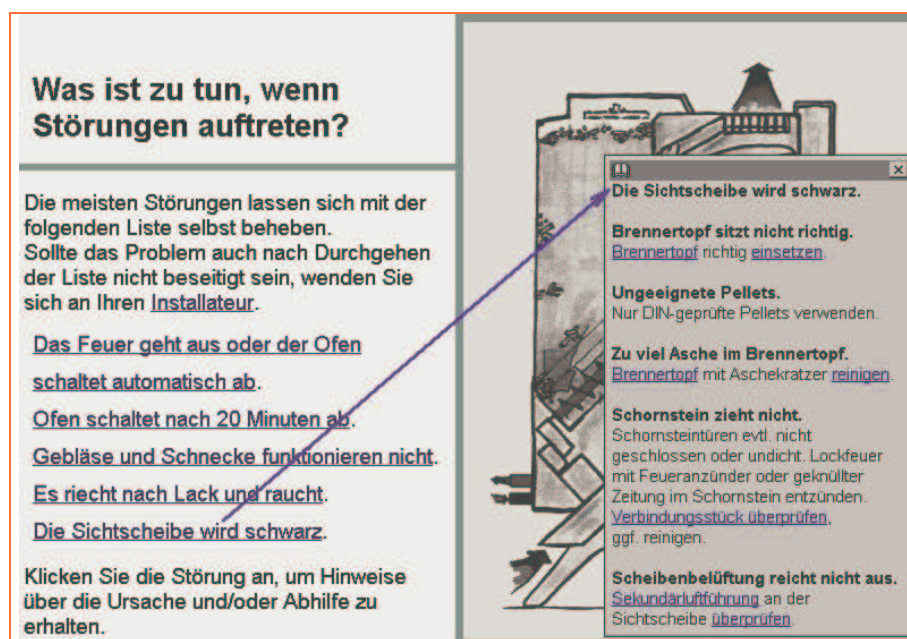 Was ist zu tun, wenn
Störungen auftreten?
Die meisten Störungen lassen sich mit der
folgenden Liste selbst beheben.
Sollte das Problem auch nach Durchgehen
der Liste nicht beseitigt sein, wenden Sie
sich an Ihren Installateur.
Das Feuer geht aus oder der Ofen
schaltet automatisch ab.
Ofen schaltet nach 20 Minuten ab.
Gebläse und Schnecke funktionieren nicht.
Es riecht nach Lack und raucht.
Die Sichtscheibe wird schwarz.
Klicken Sie die Störung an, um Hinweise
über die Ursache und/oder Abhilfe zu
erhalten.
Die Sichtscheibe wird schwarz.
Brennertopf sitzt nicht richtig.
Brennertopf richtig einsetzen.
Ungeeignete Pellets.
Nur DIN-geprüfte Pellets verwenden.
Zu viel Asche im Brennertopf.
Brennertopf mit Aschekratzer reinigen.
Schornstein zieht nicht.
Schornsteintüren evtl. nicht
geschlossen oder undicht. Lockfeuer
mit Feueranzünder oder geknüllter
Zeitung im Schornstein entzünden.
Verbindungsstück überprüfen,
ggf. reinigen.
Scheibenbelüftung reicht nicht aus.
Sekundärluftführung an der
Sichtscheibe überprüfen.